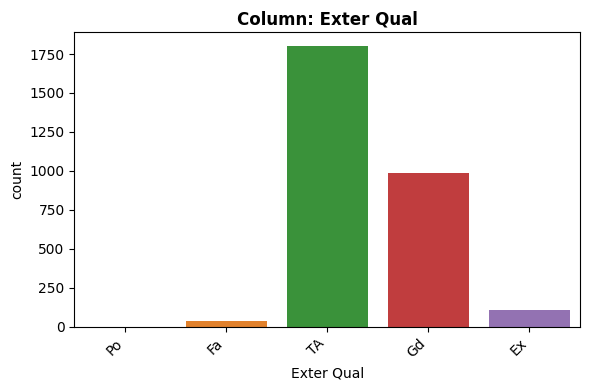 Column: Exter Qual
1750
1500
1250
1000
750
500
250
0
count
Po
Fa
TA
Gd
Ex
Exter Qual